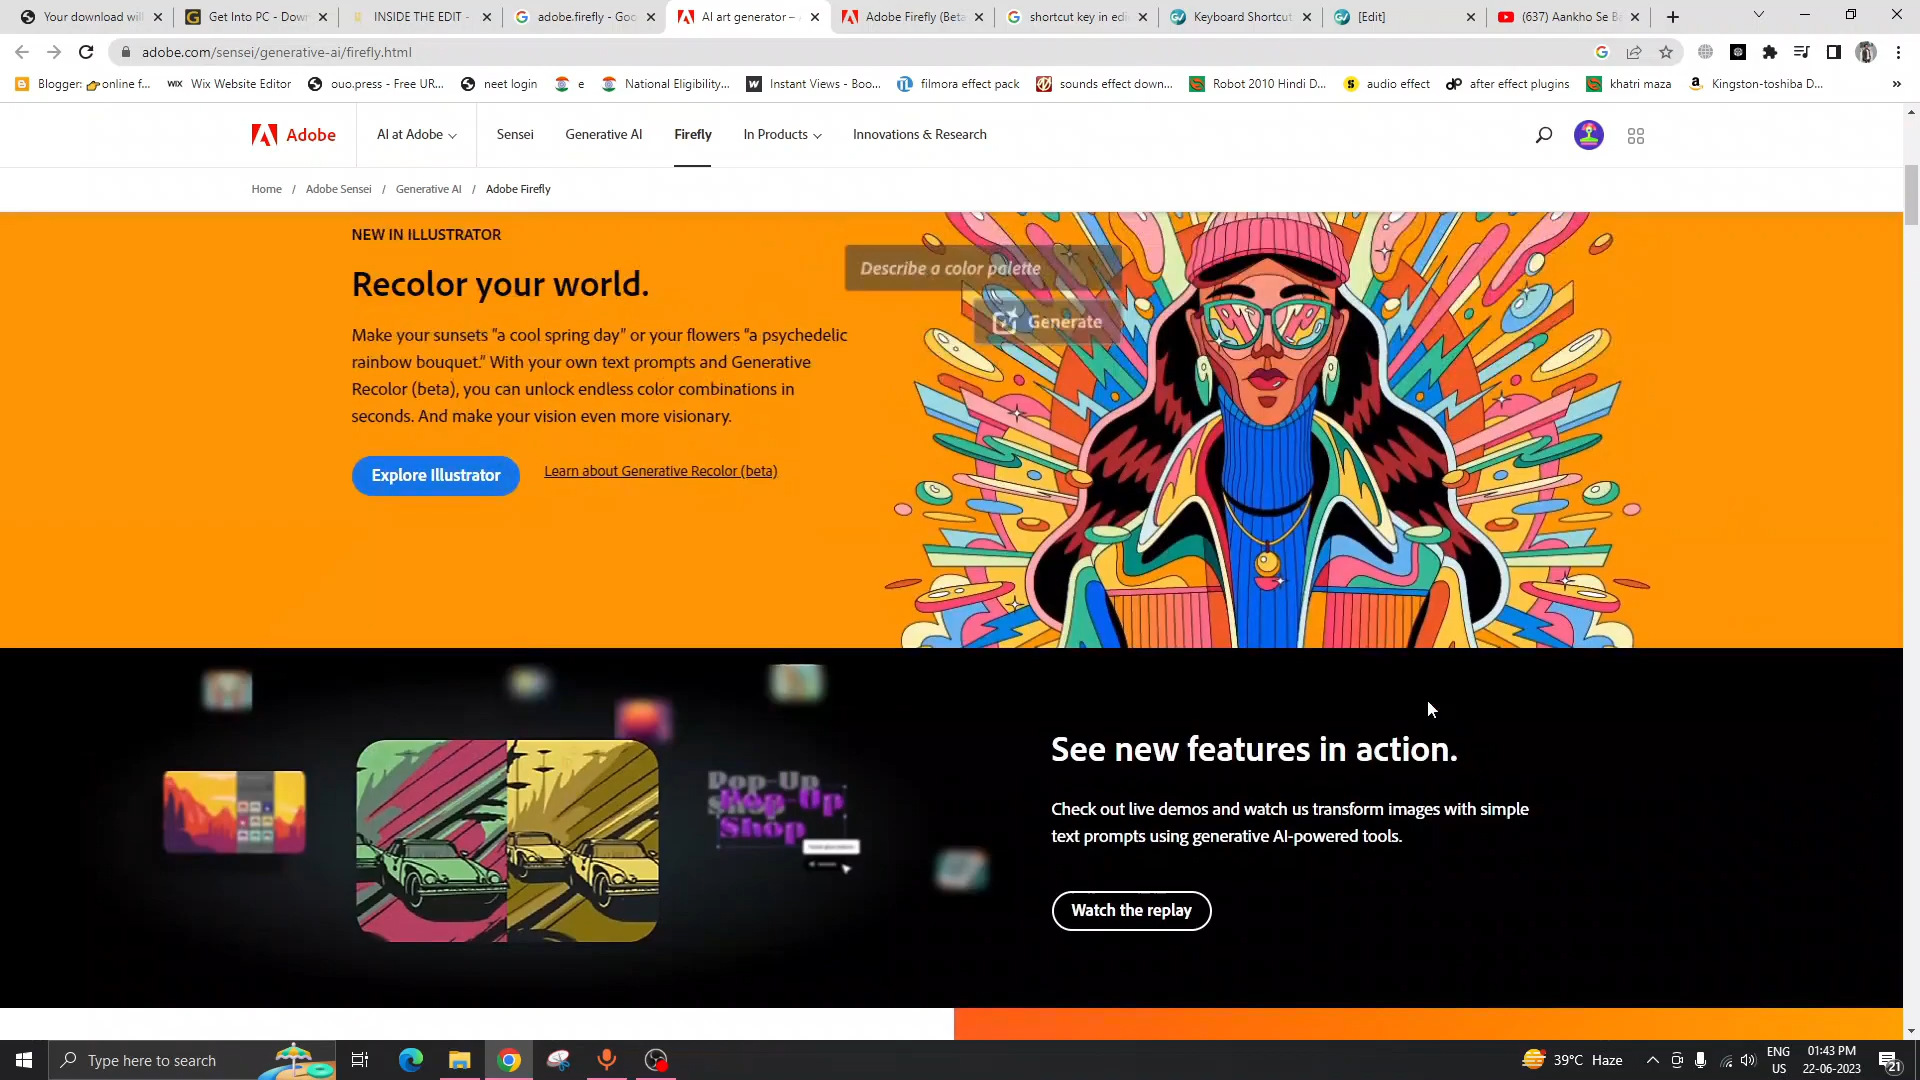 Your download will
Get Into PC - Dow
INSIDE THE EDIT -
adobe.firefly - Goo
AI art generator –
Adobe Firefly (Beta
shortcut key in edi
Keyboard Shortcut
[Edit]
(637) Aankho Se B
adobe.com/sensei/generative-ai/firefly.html
Blogger: 👉online f...
Wix Website Editor
ouo.press - Free UR...
neet login
e
National Eligibility...
Instant Views - Boo...
filmora effect pack
sounds effect down...
Robot 2010 Hindi D...
audio effect
after effect plugins
khatri maza
Kingston-toshiba D...
»
Adobe
AI at Adobe
Sensei
Generative AI
Firefly
In Products
Innovations & Research
Home / Adobe Sensei / Generative AI / Adobe Firefly
NEW IN ILLUSTRATOR
Recolor your world.
Make your sunsets "a cool spring day" or your flowers "a psychedelic
rainbow bouquet." With your own text prompts and Generative
Recolor (beta), you can unlock endless color combinations in
seconds. And make your vision even more visionary.
Explore Illustrator
Learn about Generative Recolor (beta)
Describe a color palette
Generate
Pop-Up
Pop-Up
Shop
See new features in action.
Check out live demos and watch us transform images with simple
text prompts using generative AI-powered tools.
Watch the replay
Type here to search
39°C Haze
ENG
US
01:43 PM
22-06-2023
21